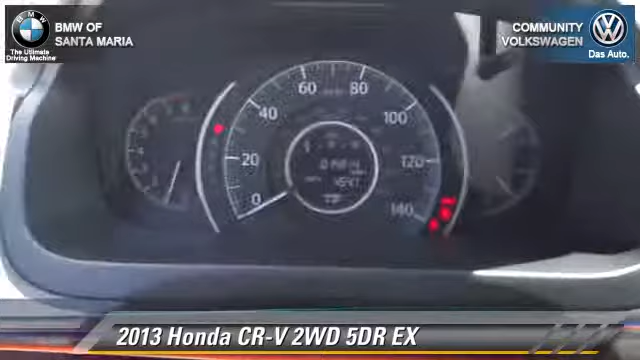 BMW
The Ultimate
Driving Machine
BMW OF
SANTA MARIA
COMMUNITY
VOLKSWAGEN
Das Auto.
60 80
40 100
20 120
0 140
2013 Honda CR-V 2WD 5DR EX